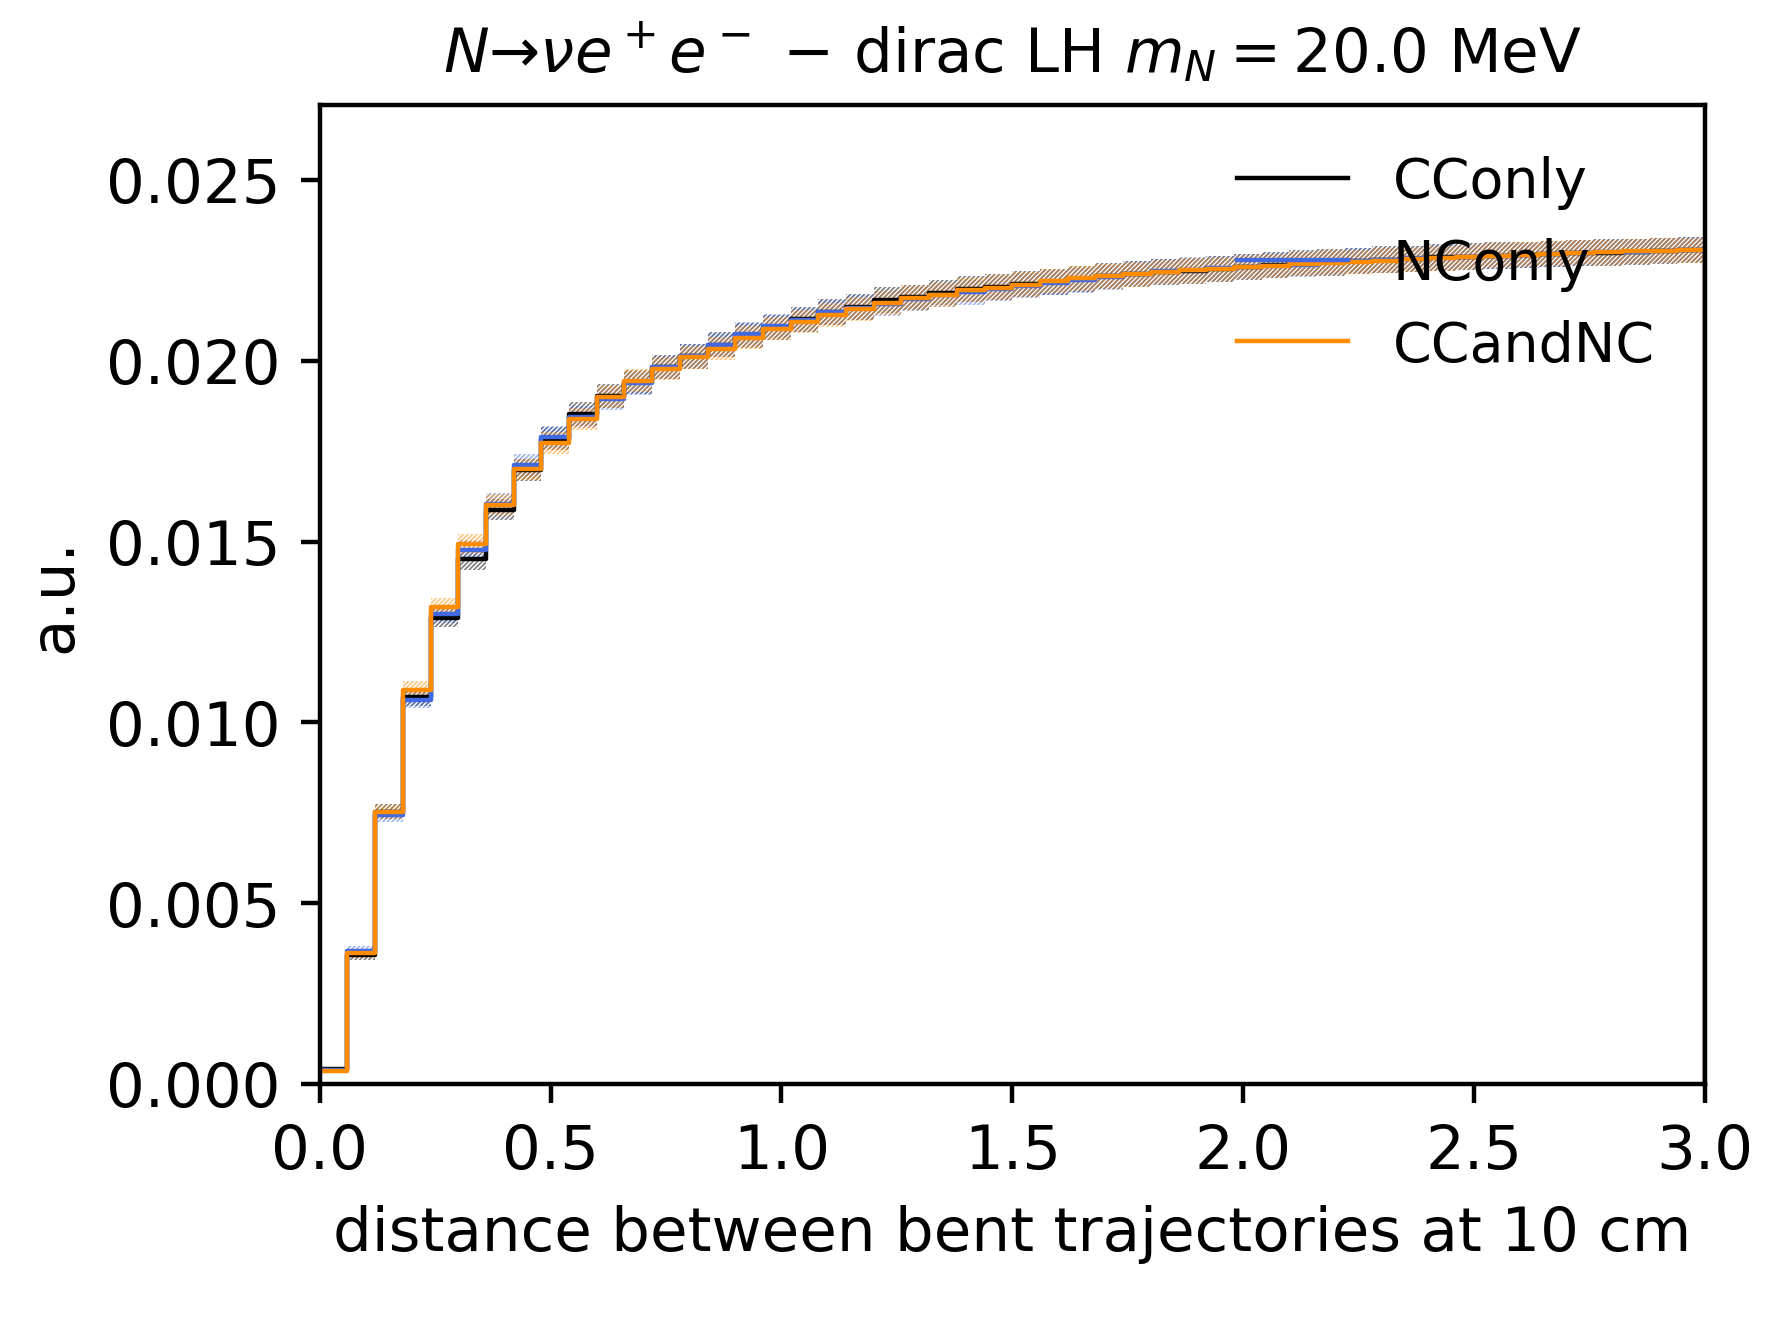 N→νe⁺e⁻ − dirac LH m_N = 20.0 MeV
CConly
NConly
CCandNC
a.u.
0.025
0.020
0.015
0.010
0.005
0.000
0.0 0.5 1.0 1.5 2.0 2.5 3.0
distance between bent trajectories at 10 cm